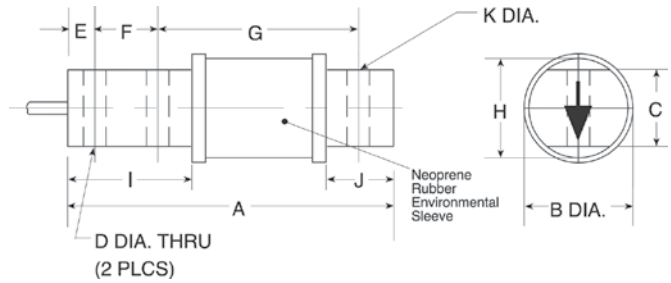 E
F
G
K DIA.
H
C
I
J
A
Neoprene
Rubber
Environmental
Sleeve
B DIA.
D DIA. THRU
(2 PLCS)